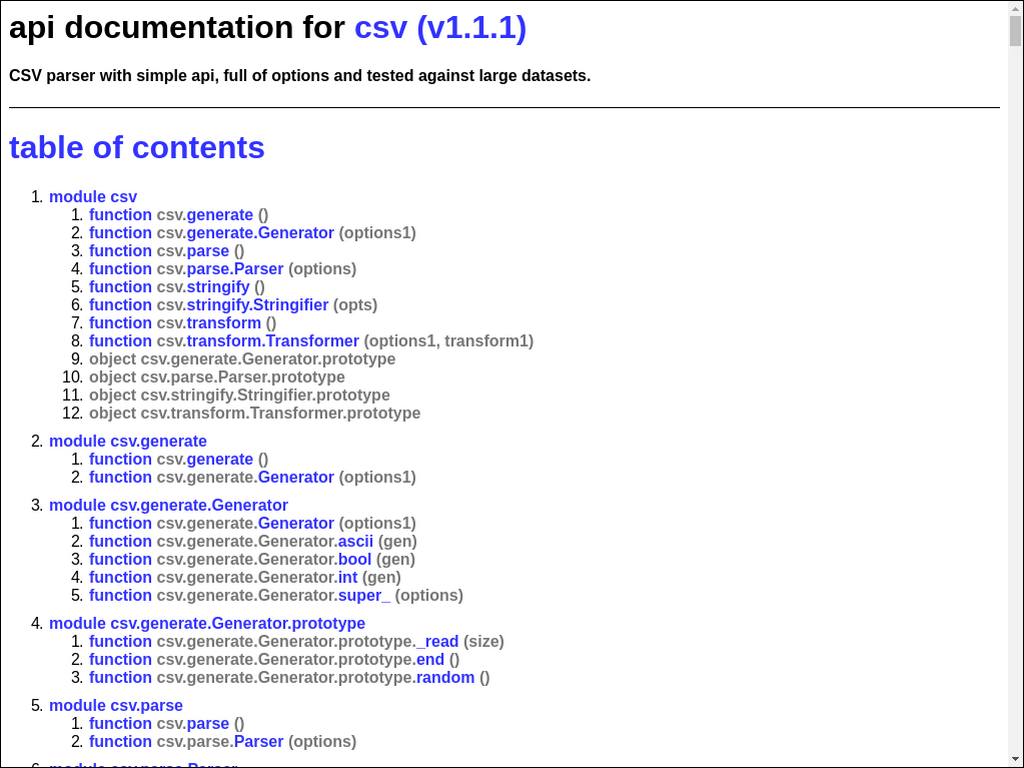 api documentation for csv (v1.1.1)
CSV parser with simple api, full of options and tested against large datasets.
table of contents
1. module csv
1. function csv.generate ()
2. function csv.generate.Generator (options1)
3. function csv.parse ()
4. function csv.parse.Parser (options)
5. function csv.stringify ()
6. function csv.stringify.Stringifier (opts)
7. function csv.transform ()
8. function csv.transform.Transformer (options1, transform1)
9. object csv.generate.Generator.prototype
10. object csv.parse.Parser.prototype
11. object csv.stringify.Stringifier.prototype
12. object csv.transform.Transformer.prototype
2. module csv.generate
1. function csv.generate ()
2. function csv.generate.Generator (options1)
3. module csv.generate.Generator
1. function csv.generate.Generator (options1)
2. function csv.generate.Generator.ascii (gen)
3. function csv.generate.Generator.bool (gen)
4. function csv.generate.Generator.int (gen)
5. function csv.generate.Generator.super_ (options)
4. module csv.generate.Generator.prototype
1. function csv.generate.Generator.prototype._read (size)
2. function csv.generate.Generator.prototype.end ()
3. function csv.generate.Generator.prototype.random ()
5. module csv.parse
1. function csv.parse ()
2. function csv.parse.Parser (options)
6. module csv.parse.Parser